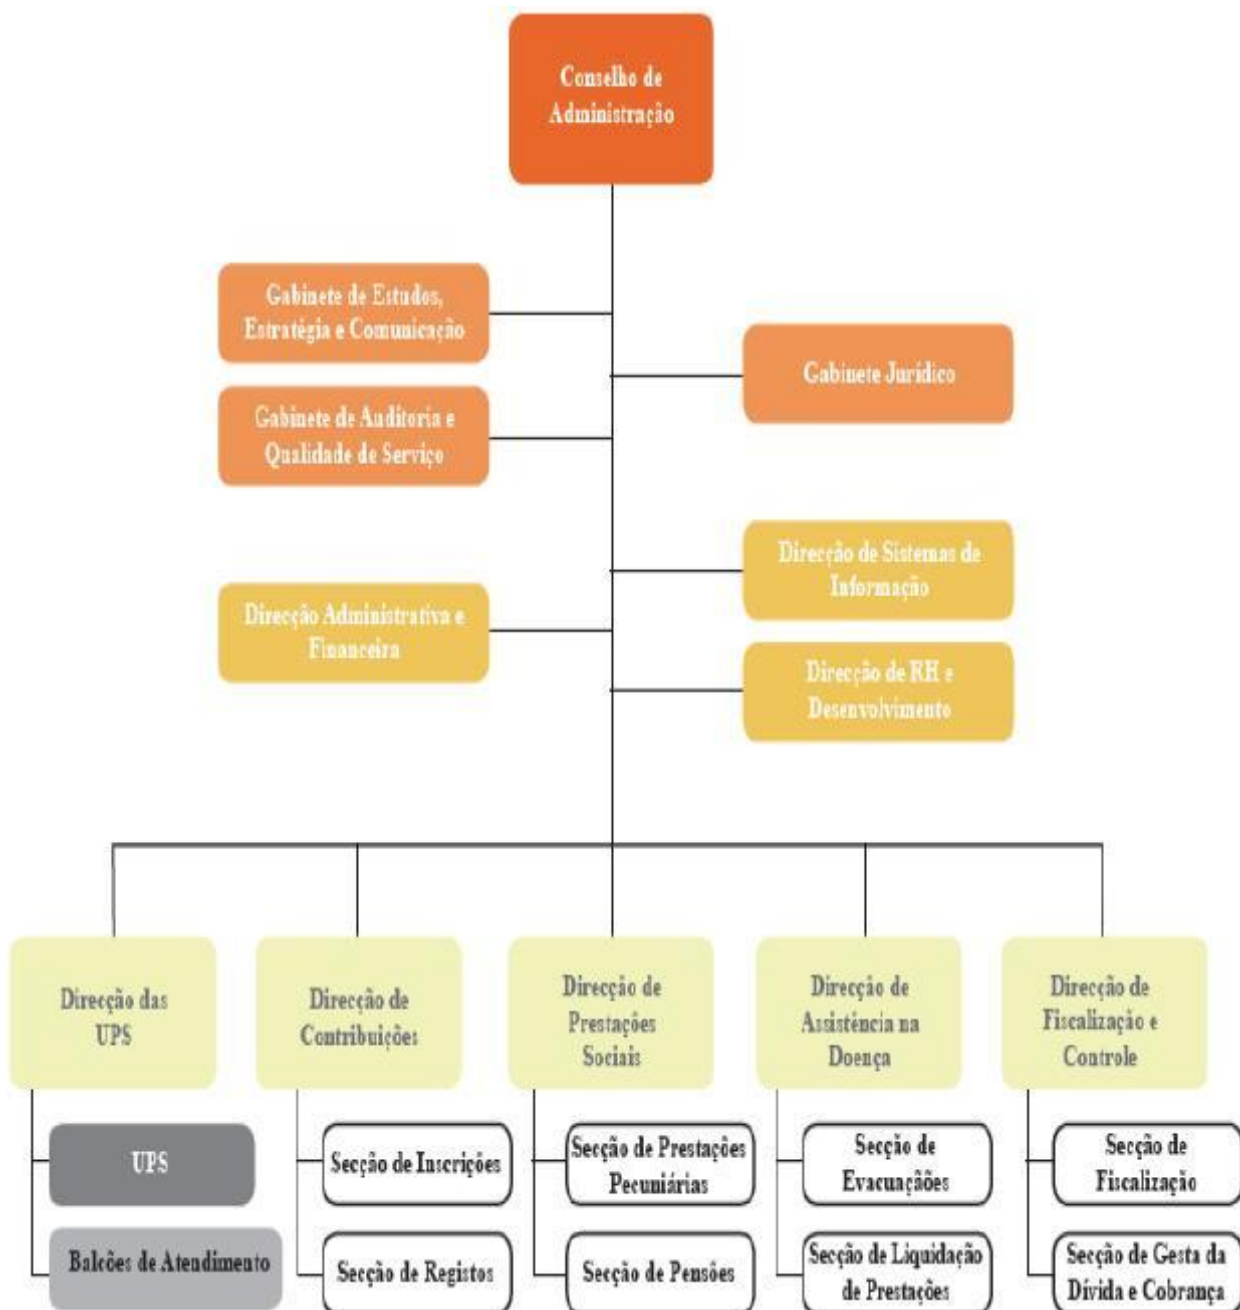 Conselho de
Administração
Gabinete de Estudos,
Estratégia e Comunicação
Gabinete Jurídico
Gabinete de Auditoria e
Qualidade de Serviço
Direcção de Sistemas de
Informação
Direcção Administrativa e
Financeira
Direcção de RH e
Desenvolvimento
Direcção das
UPS
Direcção de
Contribuições
Direcção de
Prestações
Sociais
Direcção de
Assistência na
Doença
Direcção de
Fiscalização e
Controle
UPS
Secção de Inscrições
Secção de Prestações
Pecuniárias
Secção de
Evacuaçãões
Secção de
Fiscalização
Balcões de Atendimento
Secção de Registos
Secção de Pensões
Secção de Liquidação
de Prestações
Secção de Gesta da
Dívida e Cobrança